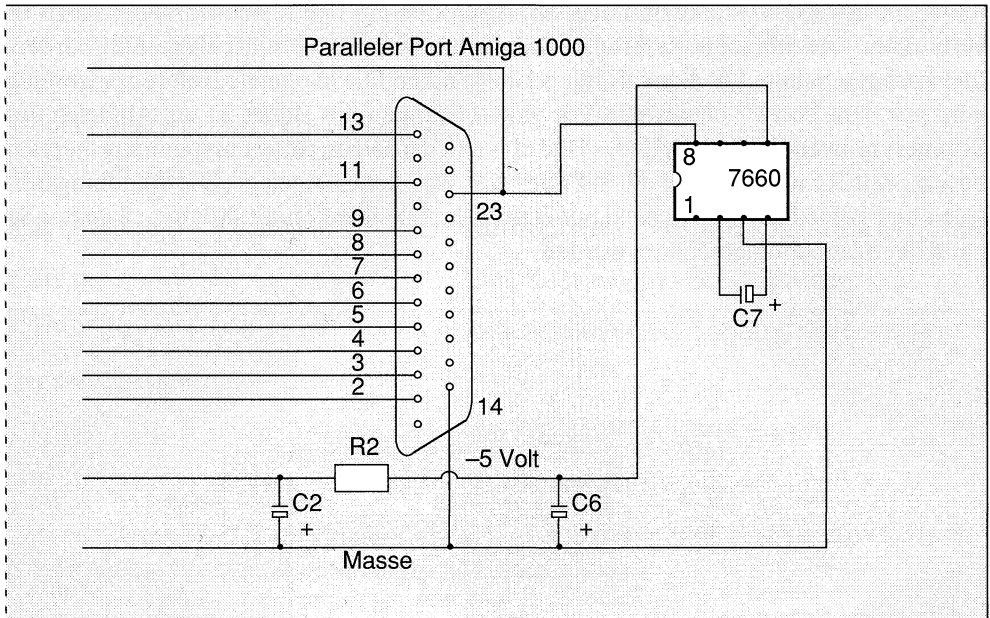 Paralleler Port Amiga 1000
13
11
9
8
7
6
5
4
3
2
23
14
8
7660
1
C7 +
R2
–5 Volt
C2
+
C6
+
Masse